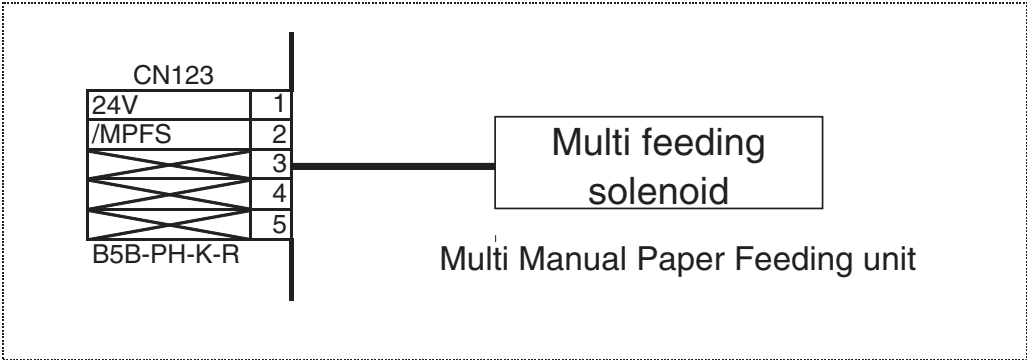 CN123
24V 1
/MPFS 2
3
4
5
B5B-PH-K-R
Multi feeding
solenoid
Multi Manual Paper Feeding unit